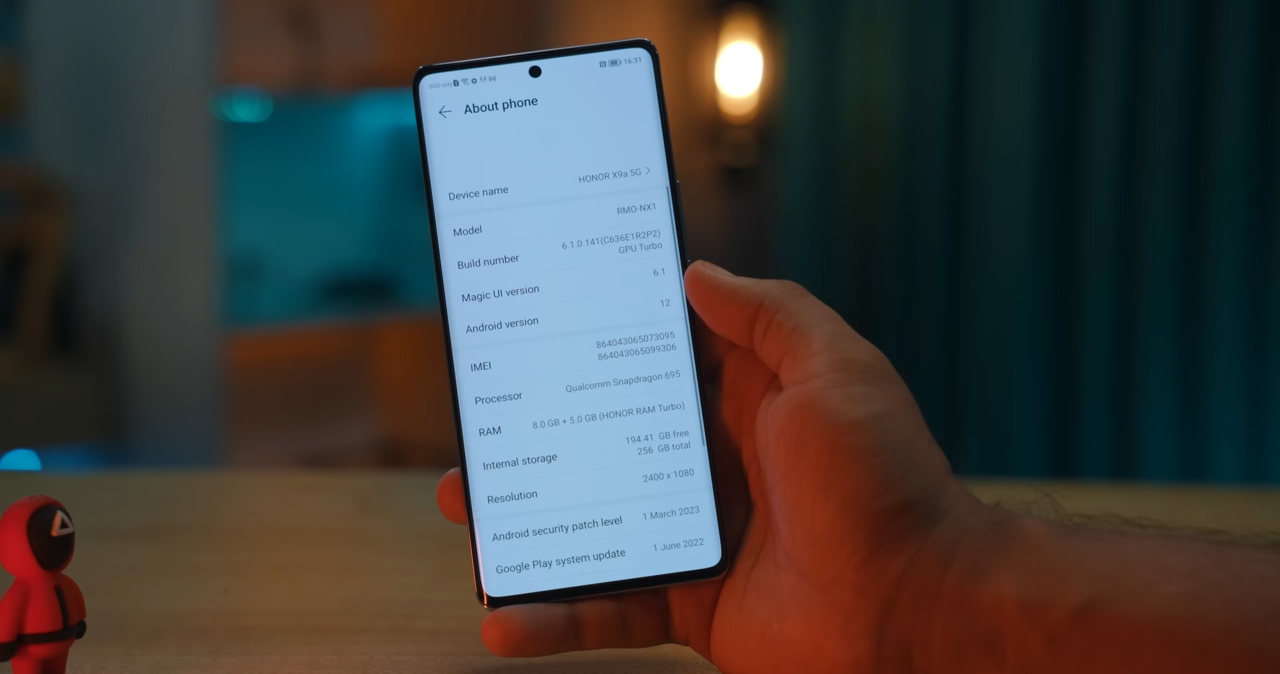 16:31
About phone
Device name HONOR X9a 5G
Model RMO-NX1
Build number 6.1.0.141(C636E1R2P2)
GPU Turbo
Magic UI version 6.1
Android version 12
IMEI 864043065073095
864043065099306
Processor Qualcomm Snapdragon 695
RAM 8.0 GB + 5.0 GB (HONOR RAM Turbo)
Internal storage 194.41 GB free
256 GB total
Resolution 2400 x 1080
Android security patch level 1 March 2023
Google Play system update 1 June 2022